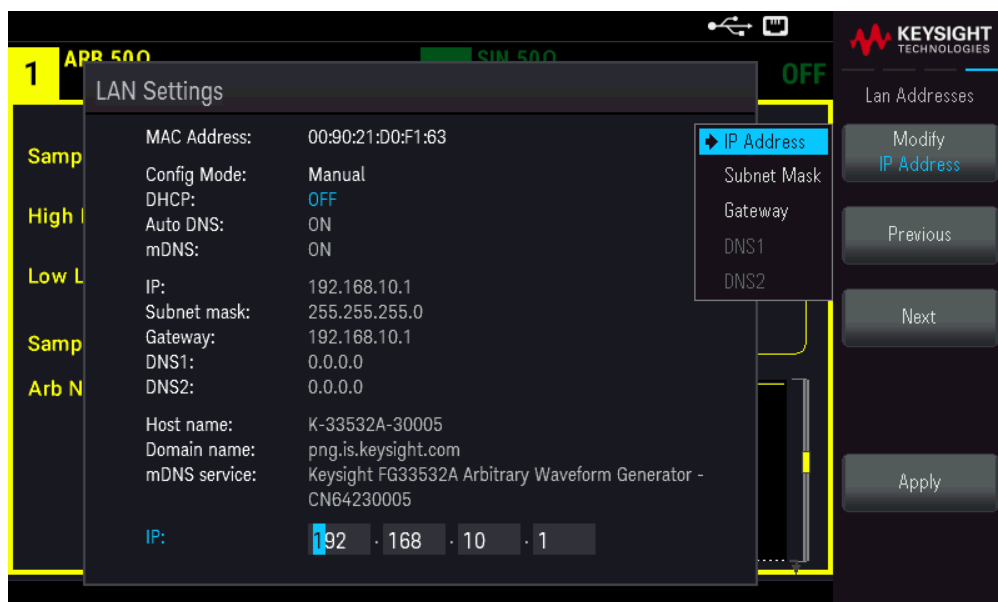 KEYSIGHT
TECHNOLOGIES
1
SIN 50Ω
OFF
LAN Settings
MAC Address: 00:90:21:D0:F1:63
Config Mode: Manual
DHCP: OFF
Auto DNS: ON
mDNS: ON
IP: 192.168.10.1
Subnet mask: 255.255.255.0
Gateway: 192.168.10.1
DNS1: 0.0.0.0
DNS2: 0.0.0.0
Host name: K-33532A-30005
Domain name: png.is.keysight.com
mDNS service: Keysight FG33532A Arbitrary Waveform Generator -
CN64230005
IP: 192 . 168 . 10 . 1
Samp
High
Low L
Samp
Arb N
IP Address
Subnet Mask
Gateway
DNS1
DNS2
Lan Addresses
Modify
IP Address
Previous
Next
Apply